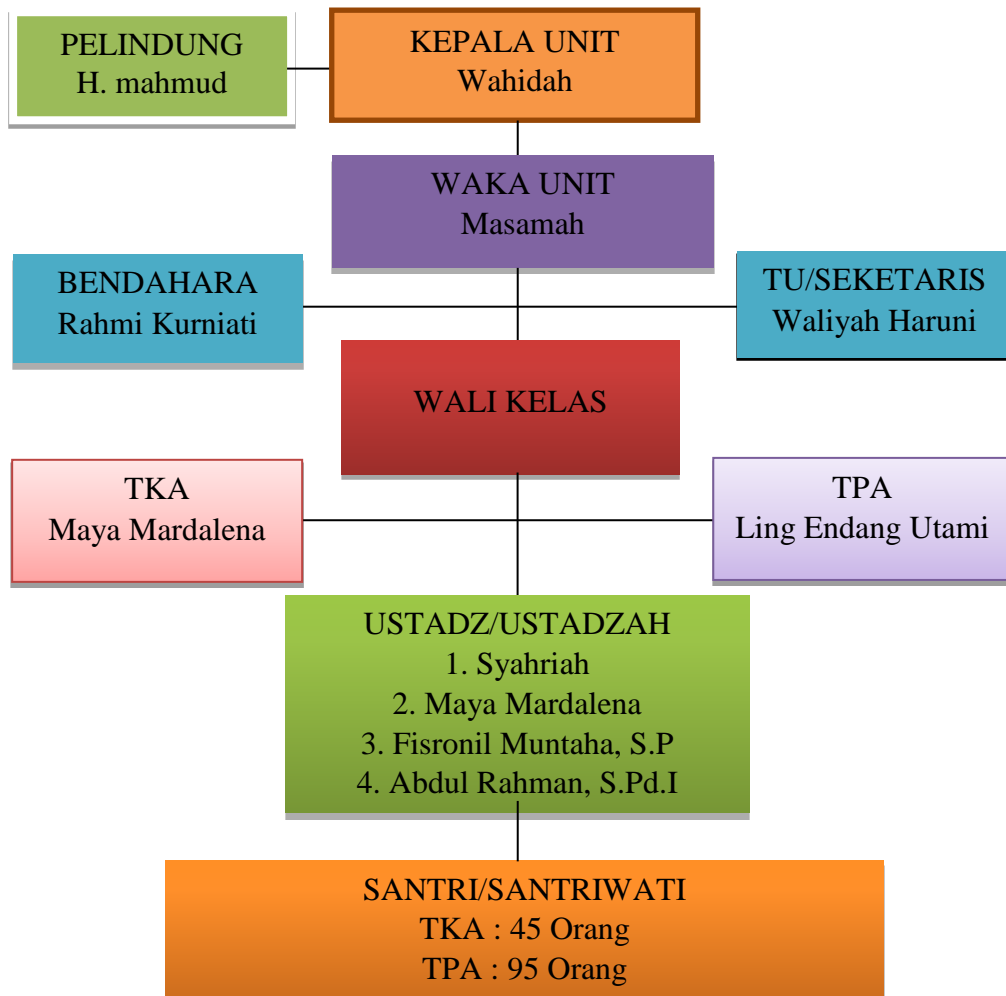 PELINDUNG
H. mahmud
KEPALA UNIT
Wahidah
WAKA UNIT
Masamah
BENDAHARA
Rahmi Kurniati
TU/SEKETARIS
Waliyah Haruni
WALI KELAS
TKA
Maya Mardalena
TPA
Ling Endang Utami
USTADZ/USTADZAH
1. Syahriah
2. Maya Mardalena
3. Fisronil Muntaha, S.P
4. Abdul Rahman, S.Pd.I
SANTRI/SANTRIWATI
TKA : 45 Orang
TPA : 95 Orang